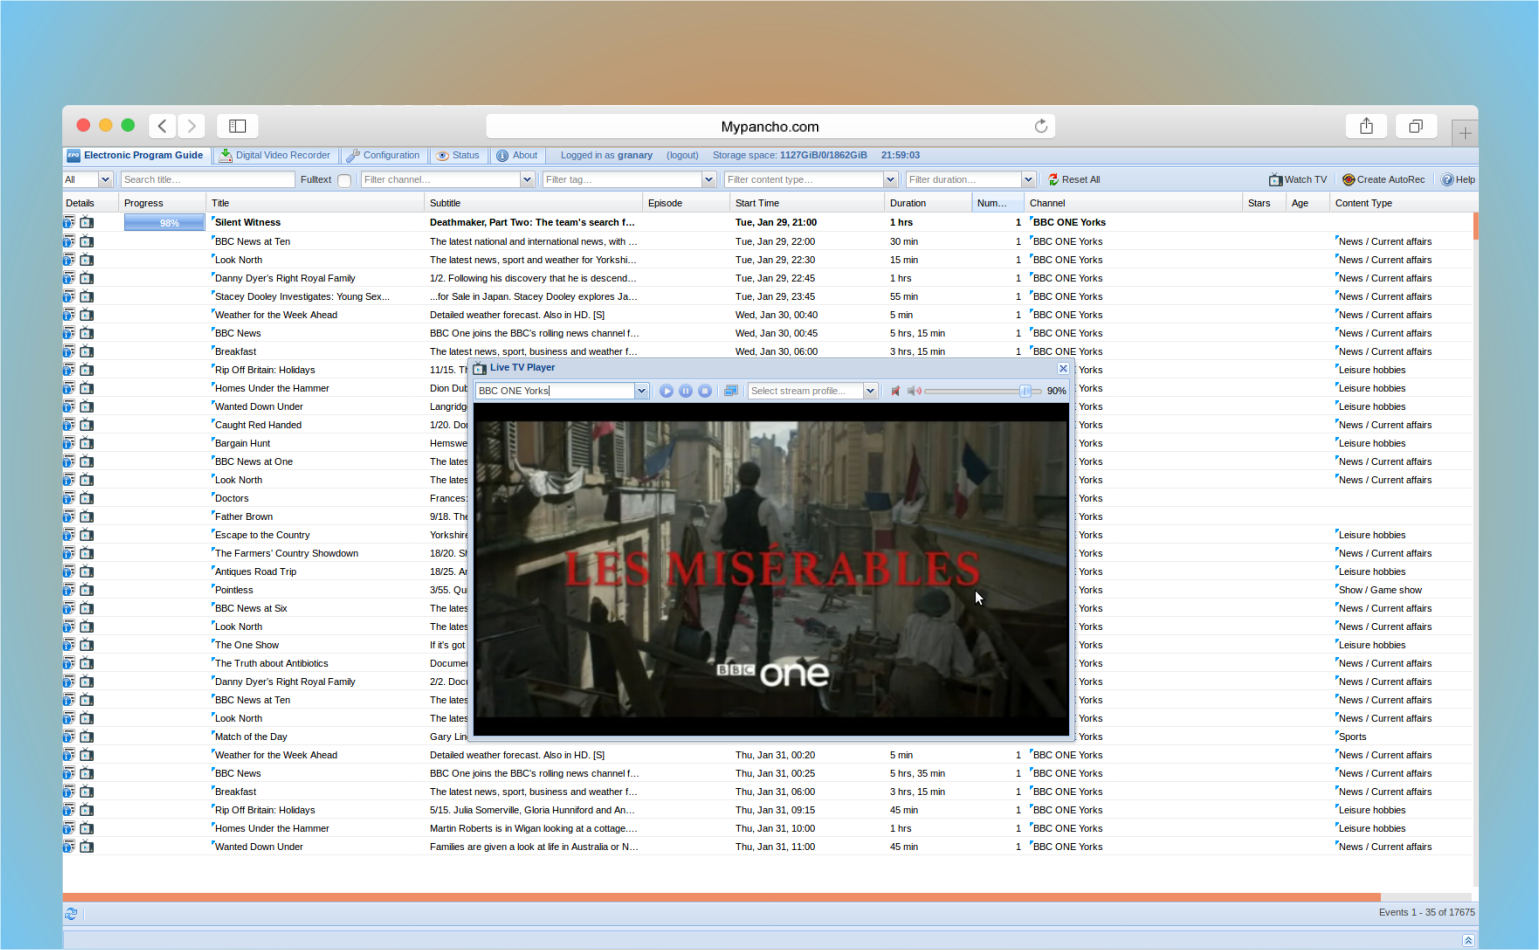 Mypancho.com
Electronic Program Guide Digital Video Recorder Configuration Status About Logged in as granary (logout) Storage space: 1127GiB/0/1862GiB 21:59:03
All Search title... Fulltext Filter channel... Filter tag... Filter content type... Filter duration... Reset All Watch TV Create AutoRec Help
Details Progress Title Subtitle Episode Start Time Duration Num... Channel Stars Age Content Type
98% Silent Witness Deathmaker, Part Two: The team's search f... Tue, Jan 29, 21:00 1 hrs 1 BBC ONE Yorks
BBC News at Ten The latest national and international news, with ... Tue, Jan 29, 22:00 30 min 1 BBC ONE Yorks News / Current affairs
Look North The latest news, sport and weather for Yorkshi... Tue, Jan 29, 22:30 15 min 1 BBC ONE Yorks News / Current affairs
Danny Dyer's Right Royal Family 1/2. Following his discovery that he is descend... Tue, Jan 29, 22:45 1 hrs 1 BBC ONE Yorks News / Current affairs
Stacey Dooley Investigates: Young Sex... ...for Sale in Japan. Stacey Dooley explores Ja... Tue, Jan 29, 23:45 55 min 1 BBC ONE Yorks News / Current affairs
Weather for the Week Ahead Detailed weather forecast. Also in HD. [S] Wed, Jan 30, 00:40 5 min 1 BBC ONE Yorks News / Current affairs
BBC News BBC One joins the BBC's rolling news channel f... Wed, Jan 30, 00:45 5 hrs, 15 min 1 BBC ONE Yorks News / Current affairs
Breakfast The latest news, sport, business and weather f... Wed, Jan 30, 06:00 3 hrs, 15 min 1 BBC ONE Yorks News / Current affairs
Rip Off Britain: Holidays 11/15. Yorks Leisure hobbies
Homes Under the Hammer Dion Yorks Leisure hobbies
Wanted Down Under Yorks News / Current affairs
Caught Red Handed 1/20. Yorks News / Current affairs
Bargain Hunt Yorks Leisure hobbies
BBC News at One The Yorks News / Current affairs
Look North The Yorks News / Current affairs
Doctors Frances: Yorks
Father Brown 9/18. The Yorks
Escape to the Country Yorkshire Yorks Leisure hobbies
The Farmers' Country Showdown 18/20. Yorks News / Current affairs
Antiques Road Trip 18/25. Yorks Leisure hobbies
Pointless 3/55. Yorks Show / Game show
BBC News at Six The Yorks News / Current affairs
Look North The Yorks News / Current affairs
The One Show If it's got Yorks Leisure hobbies
The Truth about Antibiotics Yorks News / Current affairs
Danny Dyer's Right Royal Family 2/2. Yorks News / Current affairs
BBC News at Ten The Yorks News / Current affairs
Look North The Yorks News / Current affairs
Match of the Day Gary Yorks Sports
Live TV Player
BBC ONE Yorks Select stream profile... 90%
LES MISÉRABLES
BBC one
Weather for the Week Ahead Detailed weather forecast. Also in HD. [S] Thu, Jan 31, 00:20 5 min 1 BBC ONE Yorks News / Current affairs
BBC News BBC One joins the BBC's rolling news channel f... Thu, Jan 31, 00:25 5 hrs, 35 min 1 BBC ONE Yorks News / Current affairs
Breakfast The latest news, sport, business and weather f... Thu, Jan 31, 06:00 3 hrs, 15 min 1 BBC ONE Yorks News / Current affairs
Rip Off Britain: Holidays 5/15. Julia Somerville, Gloria Hunniford and An... Thu, Jan 31, 09:15 45 min 1 BBC ONE Yorks Leisure hobbies
Homes Under the Hammer Martin Roberts is in Wigan looking at a cottage.... Thu, Jan 31, 10:00 1 hrs 1 BBC ONE Yorks Leisure hobbies
Wanted Down Under Families are given a look at life in Australia or N... Thu, Jan 31, 11:00 45 min 1 BBC ONE Yorks News / Current affairs
Events 1 - 35 of 17675